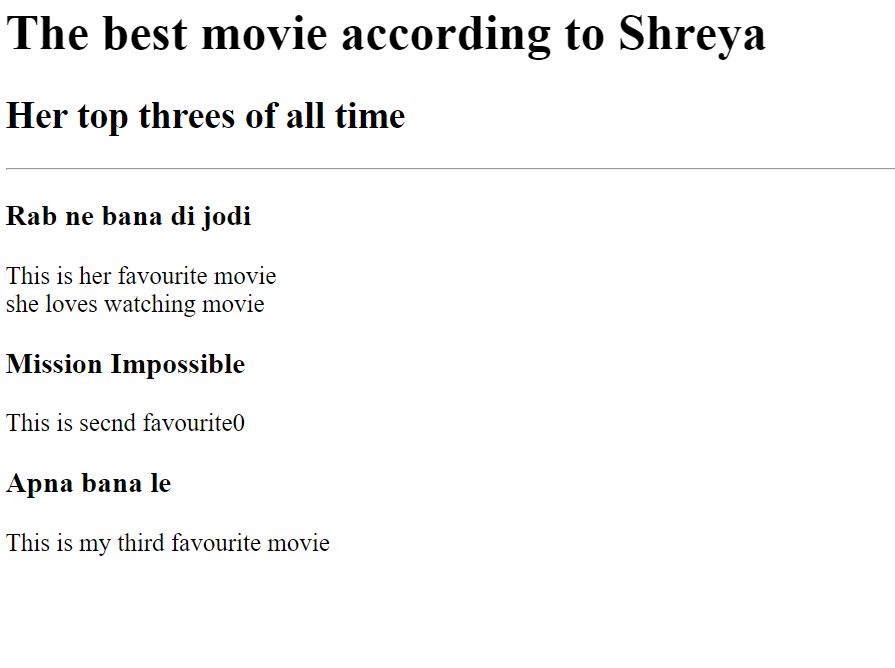 The best movie according to Shreya
Her top threes of all time
Rab ne bana di jodi
This is her favourite movie
she loves watching movie
Mission Impossible
This is secnd favourite0
Apna bana le
This is my third favourite movie